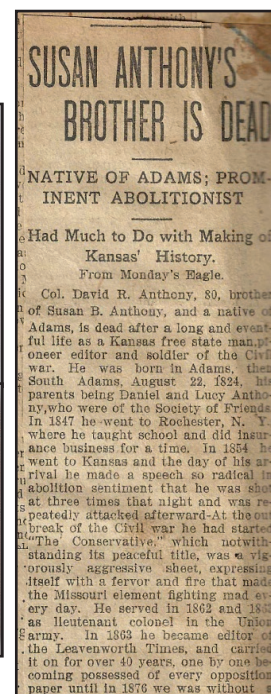 SUSAN ANTHONY'S
BROTHER IS DEAD
NATIVE OF ADAMS; PROM-
INENT ABOLITIONIST
Had Much to Do with Making of
Kansas' History.
From Monday's Eagle.
Col. David R. Anthony, 80, brother
of Susan B. Anthony, and a native of
Adams, is dead after a long and event-
ful life as a Kansas free state man,pi-
oneer editor and soldier of the Civil
war. He was born in Adams, then
South Adams, August 22, 1824, his
parents being Daniel and Lucy Antho-
ny,who were of the Society of Friends.
In 1847 he went to Rochester, N. Y.
where he taught school and did insur-
ance business for a time. In 1854 he
went to Kansas and the day of his ar-
rival he made a speech so radical in
abolition sentiment that he was shot
at three times that night and was re-
peatedly attacked afterward-At the out
break of the Civil war he had started
"The Conservative," which notwith-
standing its peaceful title, was a vig-
orously aggressive sheet, expressing
itself with a fervor and fire that made
the Missouri element fighting mad ev-
ery day. He served in 1862 and
as lieutenant colonel in the Union
army. In 1863 he became editor of
the Leavenworth Times, and carried
it on for over 40 years, one by one be-
coming possessed of every opposition
paper until in 1876 he was without